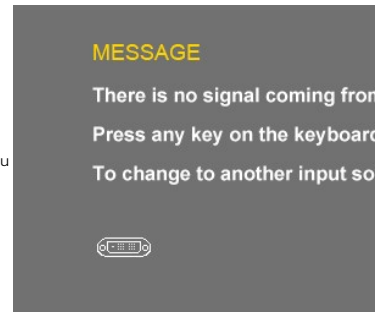 MESSAGE
There is no signal coming from
Press any key on the keyboard
u
To change to another input so